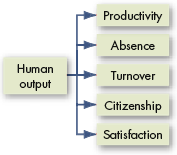 Human
output
Productivity
Absence
Turnover
Citizenship
Satisfaction